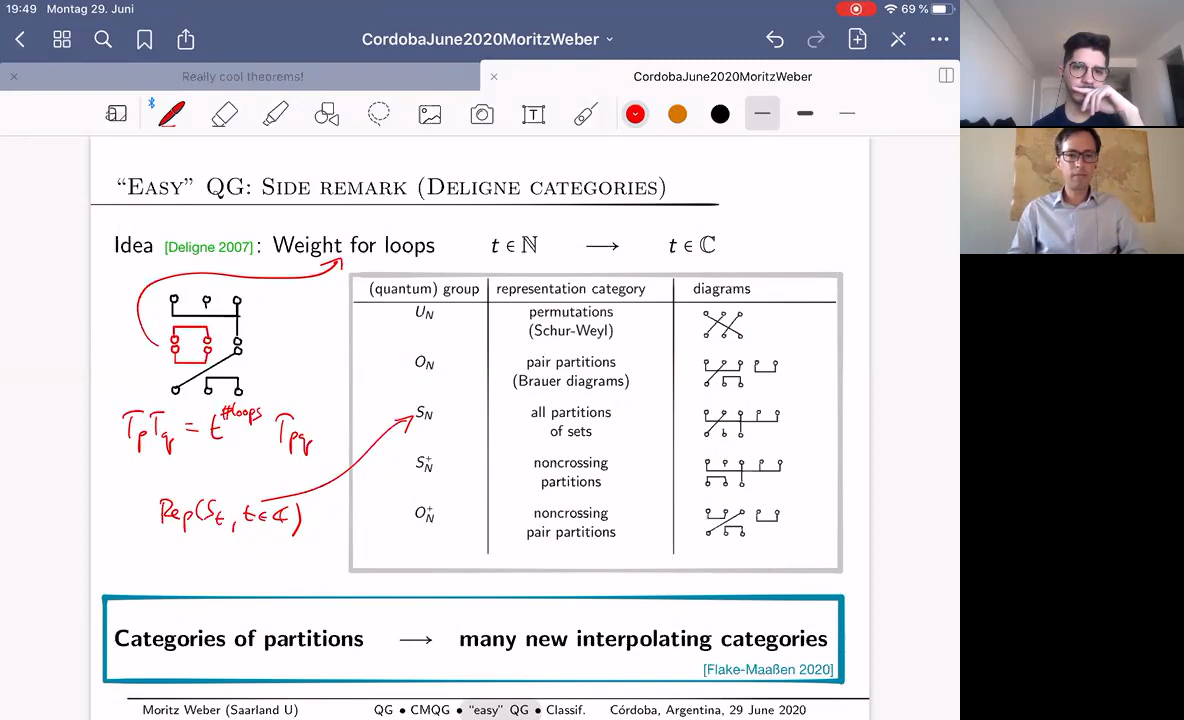 19:49 Montag 29. Juni
69 %
CordobaJune2020MoritzWeber
Really cool theorems!
CordobaJune2020MoritzWeber
T
“Easy” QG: Side remark (Deligne categories)
Idea [Deligne 2007]: Weight for loops t ∈ ℕ ⟶ t ∈ ℂ
(quantum) group representation category diagrams
U_N permutations (Schur-Weyl)
O_N pair partitions (Brauer diagrams)
S_N all partitions of sets
S_N^+ noncrossing partitions
O_N^+ noncrossing pair partitions
T_p T_q = t^{#loops} T_{pq}
Rep(S_t, t∈ℂ)
Categories of partitions ⟶ many new interpolating categories
[Flake-Maaßen 2020]
Moritz Weber (Saarland U) QG • CMQG • “easy” QG • Classif. Córdoba, Argentina, 29 June 2020